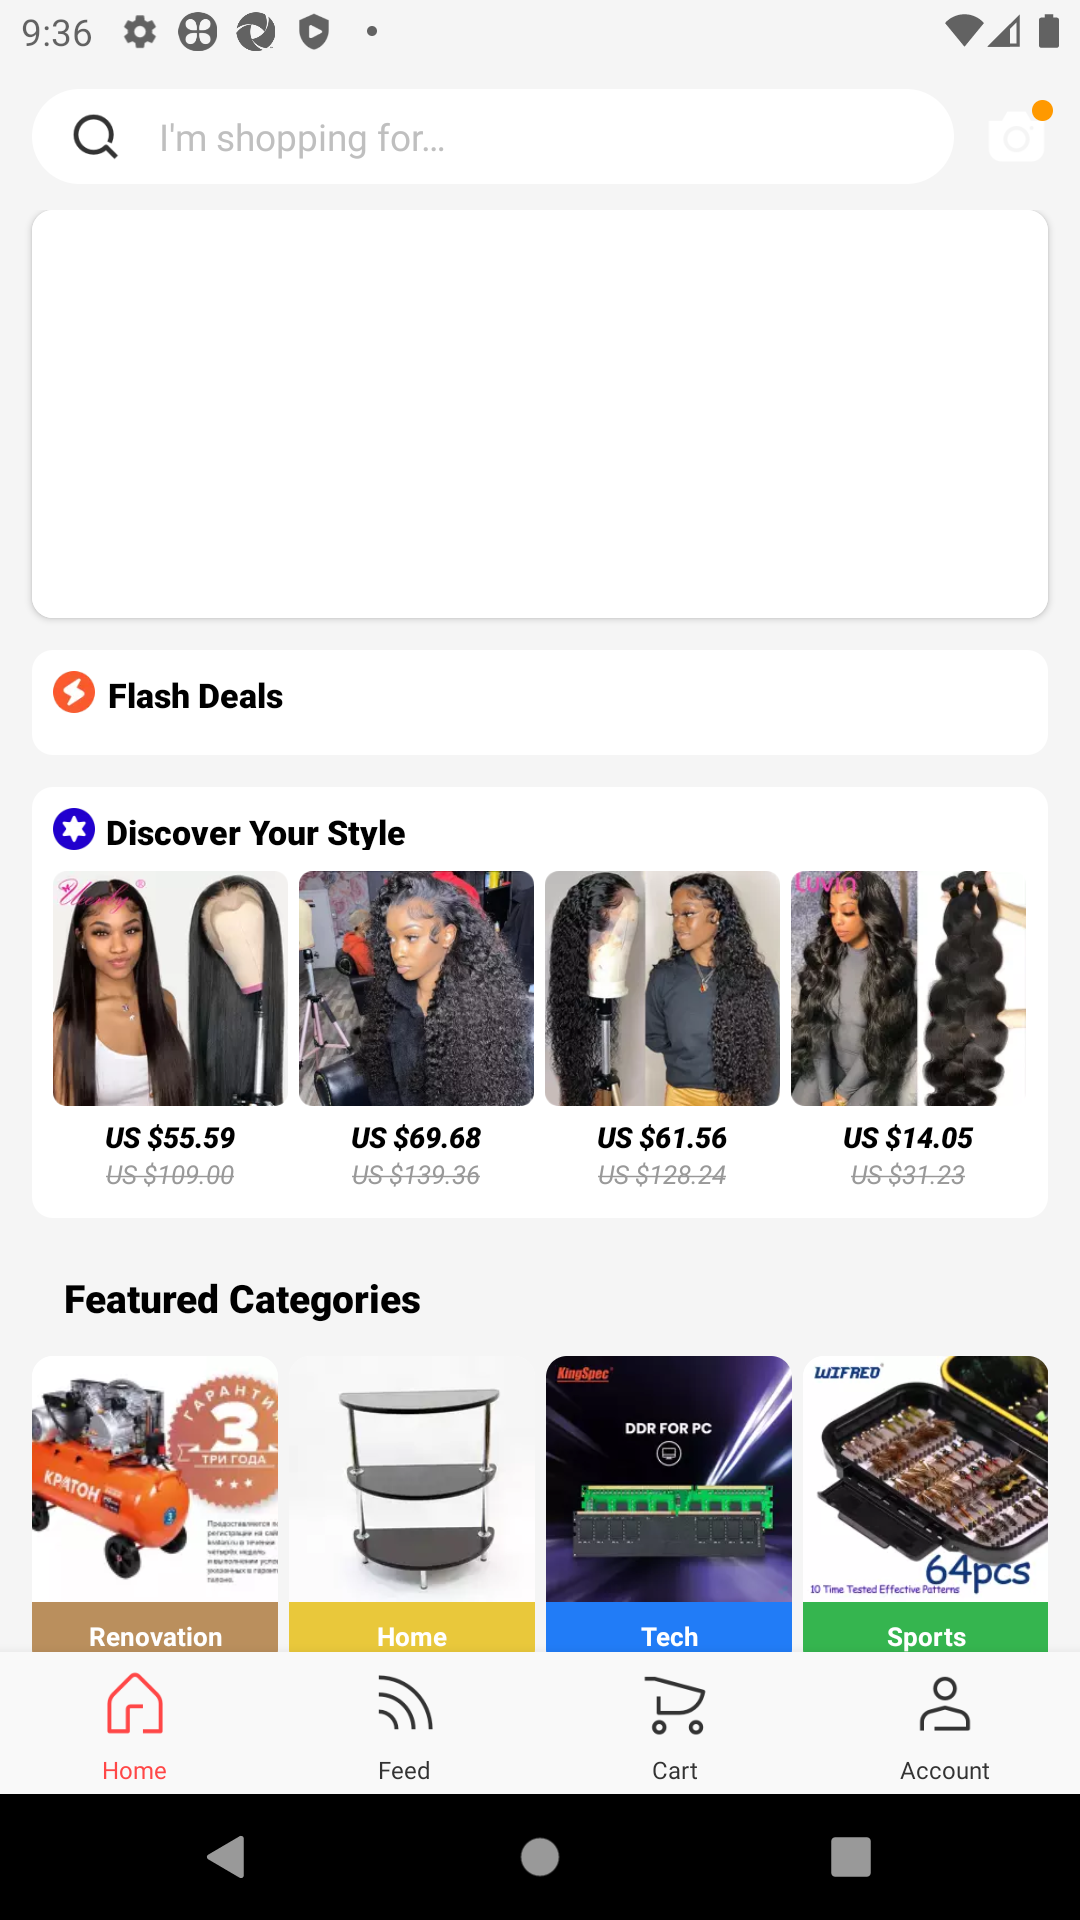 9:36
I'm shopping for...
Flash Deals
Discover Your Style
Luvin
US $55.59
US $69.68
US $61.56
US $14.05
US $109.00
US $139.36
US $128.24
US $31.23
Featured Categories
ГАРАНТИЯ
3
ТРИ ГОДА
КРАТОН
KingSpec
DDR FOR PC
WIFRED
64pcs
10 Time Tested Effective Patterns
Renovation
Home
Tech
Sports
Home
Feed
Cart
Account